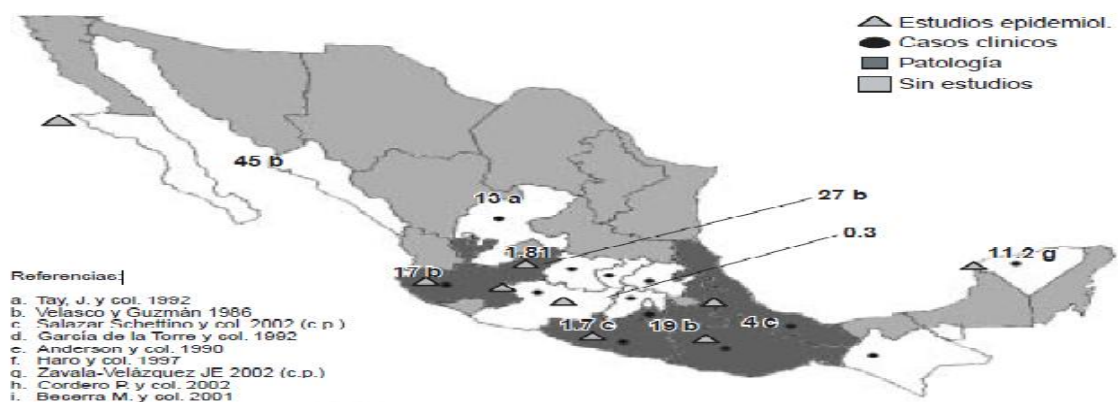 Estudios epidemiol.
Casos clínicos
Patología
Sin estudios
45 b
13 a
27 b
0.3
1.81
11.2 g
17 b
1.7 c
19 b
4 c
Referencias:
a. Tay, J. y col. 1992
b. Velasco y Guzmán 1986
c. Salazar Schettino y col. 2002 (c.p.)
d. García de la Torre y col. 1992
e. Anderson y col. 1990
f. Haro y col. 1997
g. Zavala-Velázquez JE 2002 (c.p.)
h. Cordero P. y col. 2002
i. Becerra M. y col. 2001